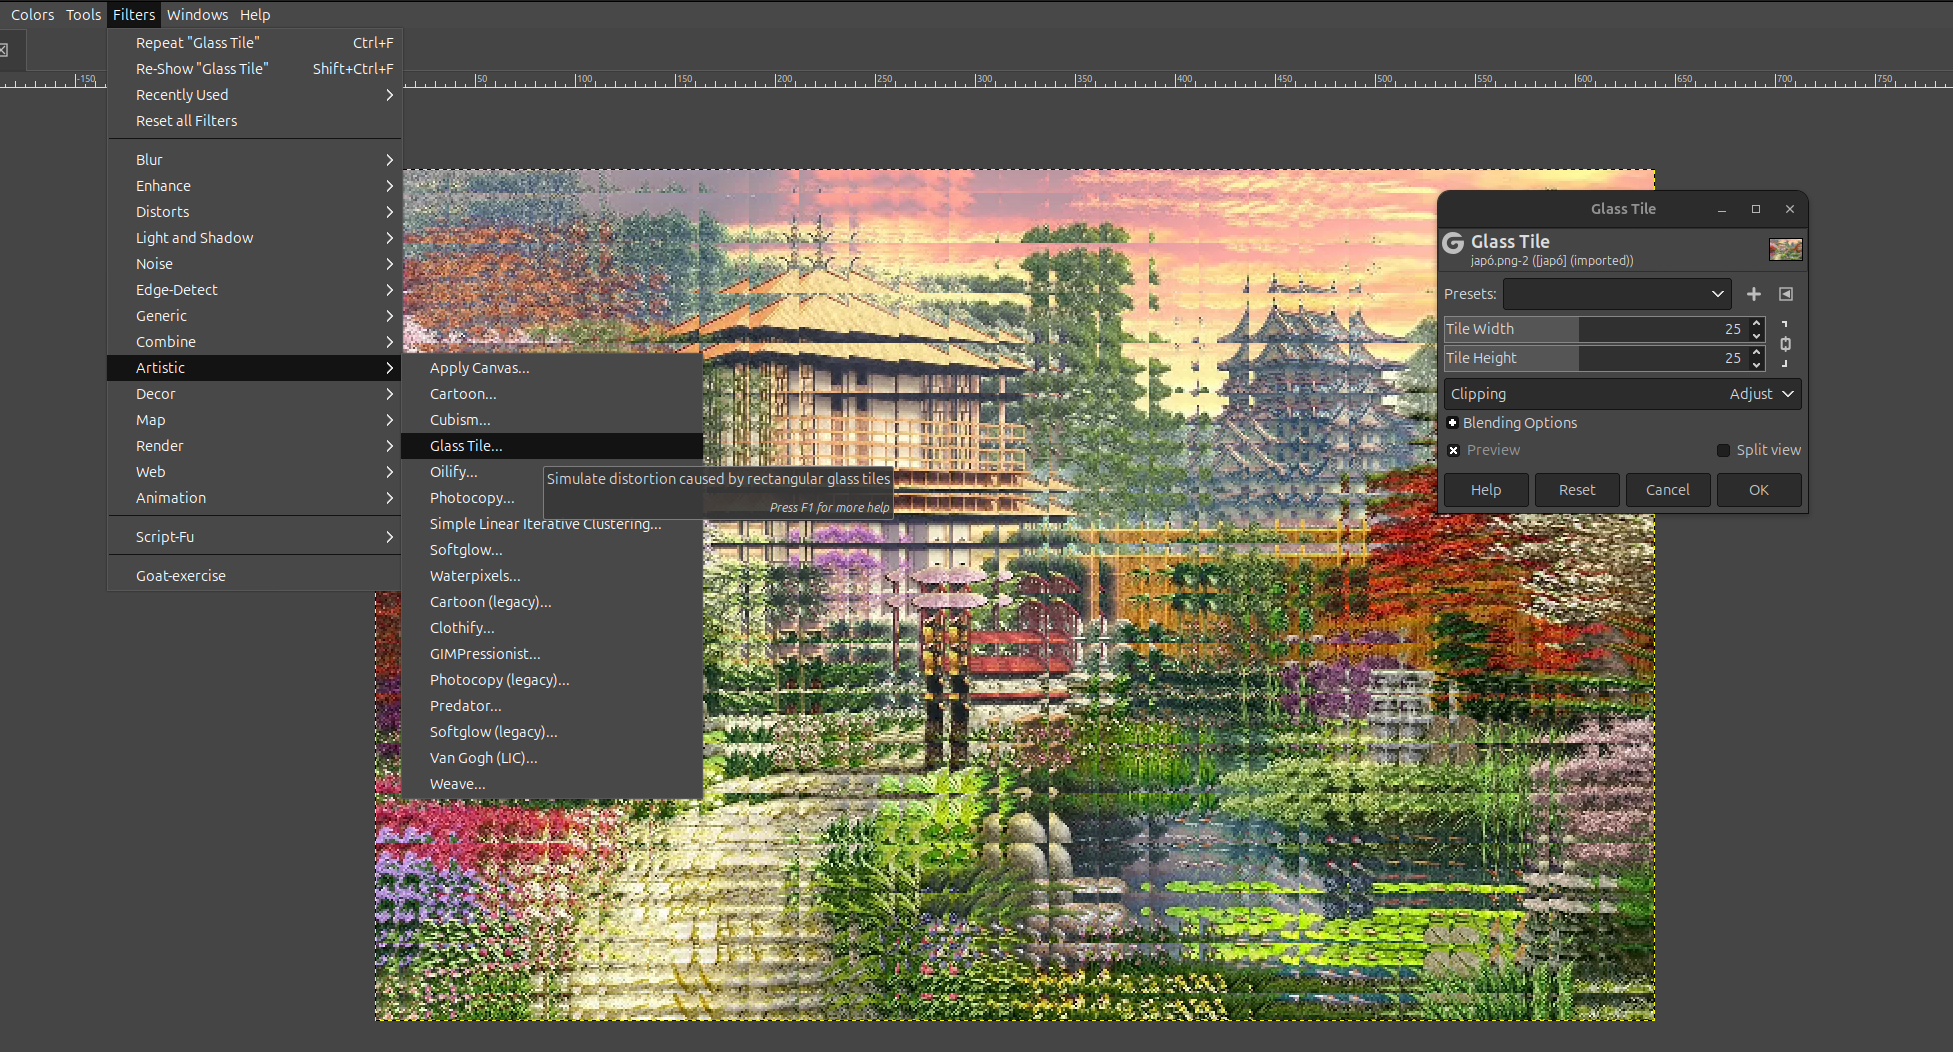 Colors Tools Filters Windows Help
Repeat "Glass Tile" Ctrl+F
Re-Show "Glass Tile" Shift+Ctrl+F
Recently Used
Reset all Filters
-150 50 100 150 200 250 300 350 400 450 500 550 600 650 700 750
Blur
Enhance
Distorts
Light and Shadow
Noise
Edge-Detect
Generic
Combine
Artistic
Decor
Map
Render
Web
Animation
Script-Fu
Goat-exercise
Apply Canvas...
Cartoon...
Cubism...
Glass Tile...
Oilify...
Photocopy...
Simple Linear Iterative Clustering...
Softglow...
Waterpixels...
Cartoon (legacy)...
Clothify...
GIMPressionist...
Photocopy (legacy)...
Predator...
Softglow (legacy)...
Van Gogh (LIC)...
Weave...
Simulate distortion caused by rectangular glass tiles
Press F1 for more help
Glass Tile
Glass Tile
japó.png-2 ([japó] (imported))
Presets:
Tile Width 25
Tile Height 25
Clipping Adjust
Blending Options
Preview Split view
Help Reset Cancel OK